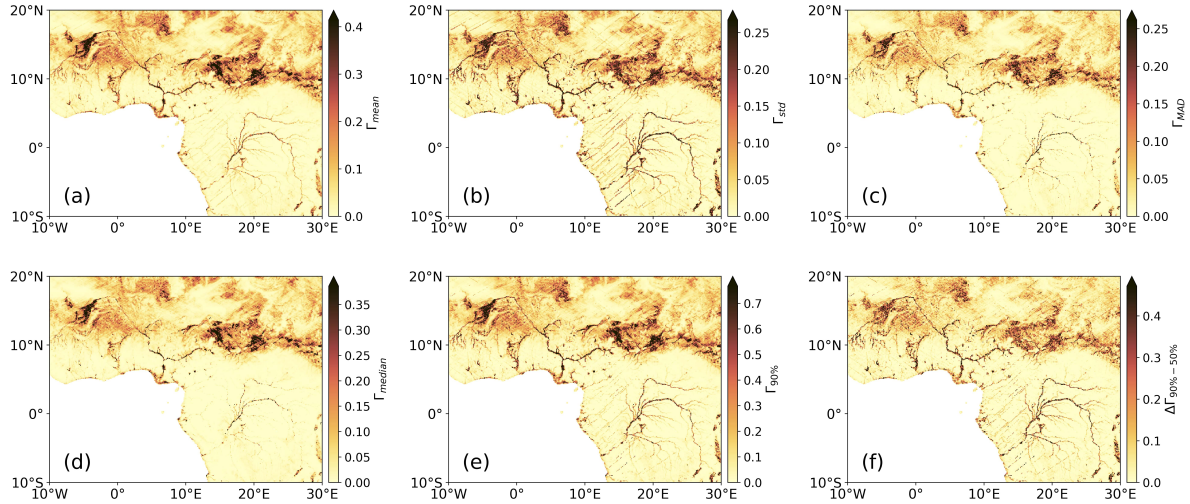 20°N
10°N
0°
10°S
10°W
0°
10°E
20°E
30°E
(a)
0.4
0.3
0.2
0.1
0.0
Γmean
20°N
10°N
0°
10°S
10°W
0°
10°E
20°E
30°E
(b)
0.25
0.20
0.15
0.10
0.05
0.00
Γstd
20°N
10°N
0°
10°S
10°W
0°
10°E
20°E
30°E
(c)
0.25
0.20
0.15
0.10
0.05
0.00
ΓMAD
20°N
10°N
0°
10°S
10°W
0°
10°E
20°E
30°E
(d)
0.35
0.30
0.25
0.20
0.15
0.10
0.05
0.00
Γmedian
20°N
10°N
0°
10°S
10°W
0°
10°E
20°E
30°E
(e)
0.7
0.6
0.5
0.4
0.3
0.2
0.1
0.0
Γ90%
20°N
10°N
0°
10°S
10°W
0°
10°E
20°E
30°E
(f)
0.4
0.3
0.2
0.1
0.0
ΔΓ90% − 50%